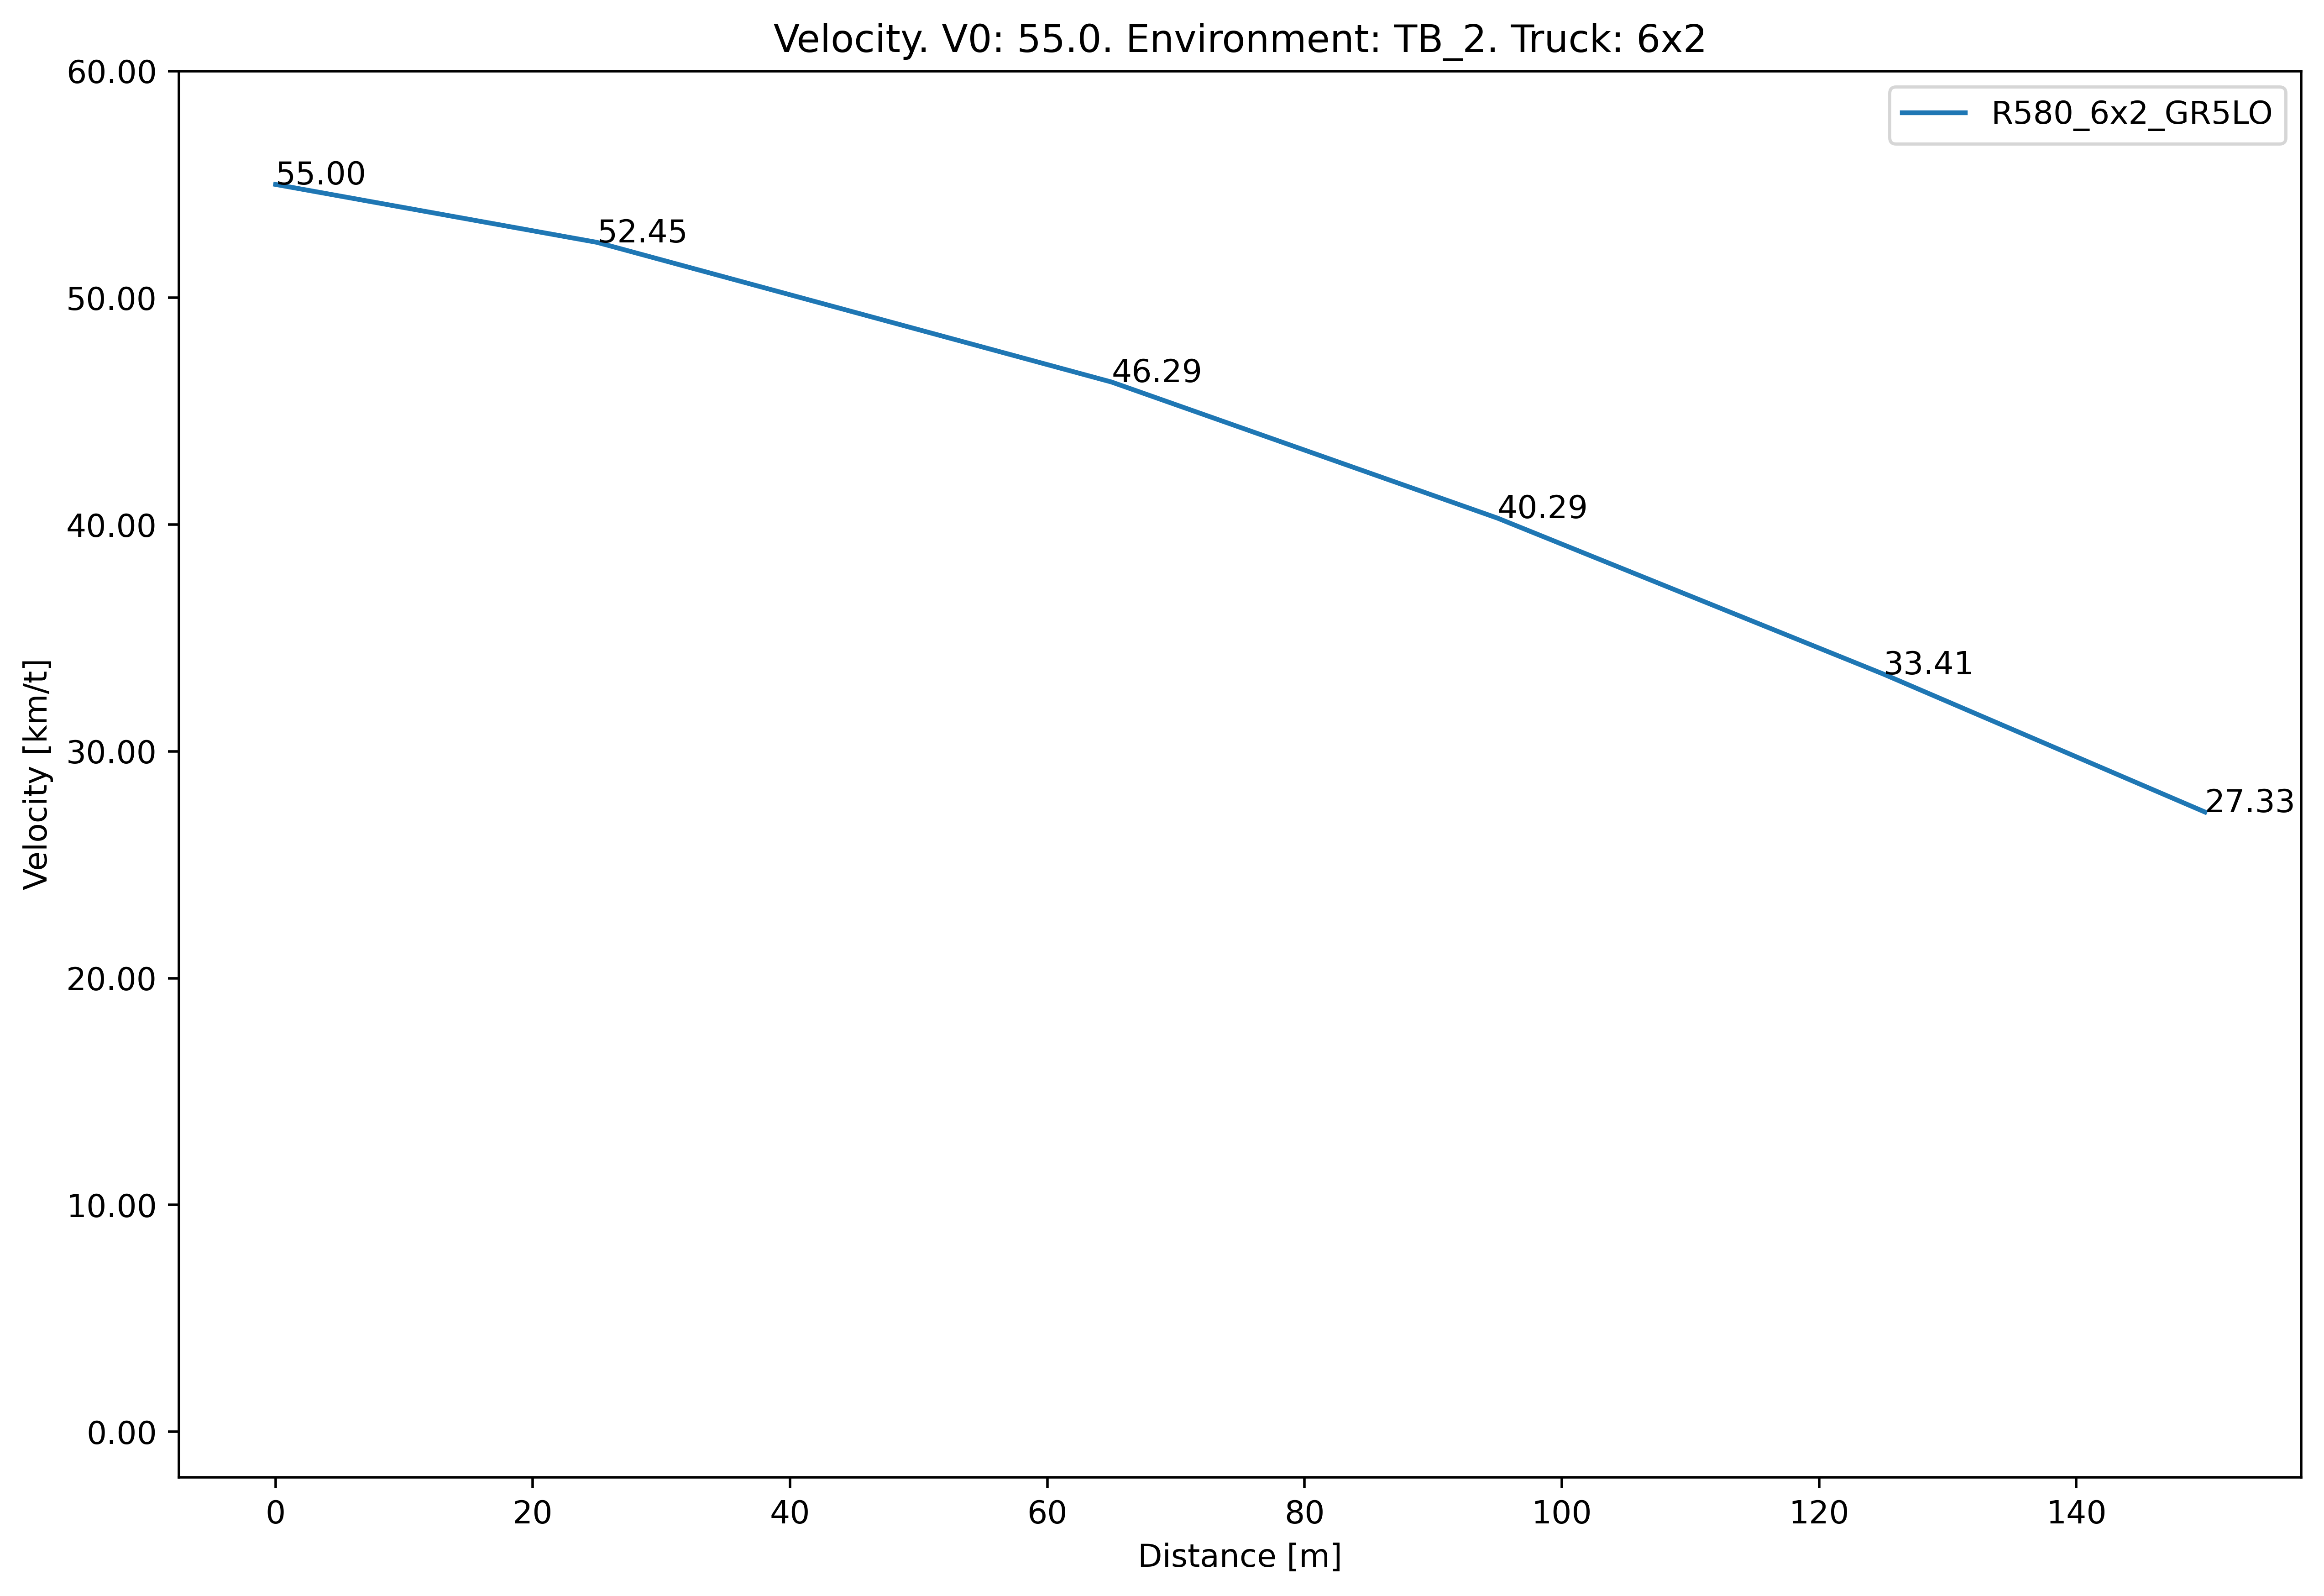 Velocity. V0: 55.0. Environment: TB_2. Truck: 6x2
R580_6x2_GR5LO
60.00
50.00
40.00
30.00
20.00
10.00
0.00
Velocity [km/t]
55.00
52.45
46.29
40.29
33.41
27.33
0 20 40 60 80 100 120 140
Distance [m]